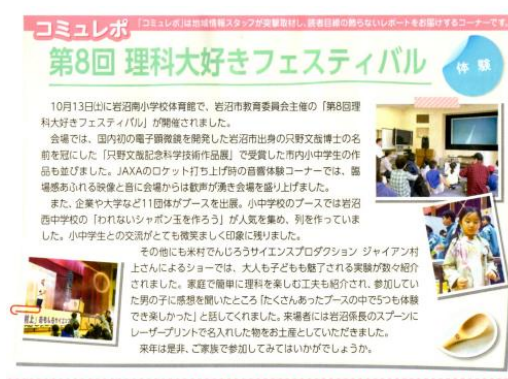 コミュレポ
「コミュレポ」は地域情報スタッフが突撃取材し、読者目線の飾らないレポートをお届けするコーナーです。
第8回 理科大好きフェスティバル
体験
10月13日(土)に岩沼南小学校体育館で、岩沼市教育委員会主催の「第8回理
科大好きフェスティバル」が開催されました。
会場では、国内初の電子顕微鏡を開発した岩沼市出身の只野文哉博士の名
前を冠にした「只野文哉記念科学技術作品展」で受賞した市内小中学生の作
品も並びました。JAXAのロケット打ち上げ時の音響体験コーナーでは、臨
場感あふれる映像と音に会場からは歓声が湧き会場を盛り上げました。
また、企業や大学など11団体がブースを出展。小中学校のブースでは岩沼
西中学校の「われないシャボン玉を作ろう」が人気を集め、列を作っていま
した。小中学生との交流がとても微笑ましく印象に残りました。
その他にも米村でんじろうサイエンスプロダクション ジャイアン村
上さんによるショーでは、大人も子どもも魅了される実験が数々紹介
されました。家庭で簡単に理科を楽しむ工夫も紹介され、参加してい
た男の子に感想を聞いたところ「たくさんあったブースの中で5つも体験
でき楽しかった」と話してくれました。来場者には岩沼係長のスプーンに
レーザープリントで名入れした物をお土産としていただきました。
来年は是非、ご家族で参加してみてはいかがでしょうか。